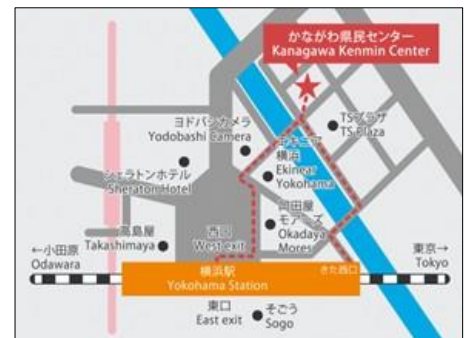 かながわ県民センター
Kanagawa Kenmin Center
ヨドバシカメラ
Yodobashi Camera
TSプラザ
TS Plaza
エキニア
横浜
Ekinear
Yokohama
シェラトンホテル
Sheraton Hotel
岡田屋
モアーズ
Okadaya
Mores
高島屋
Takashimaya
西口
West exit
←小田原
Odawara
東京→
Tokyo
きた西口
横浜駅
Yokohama Station
東口
East exit
そごう
Sogo